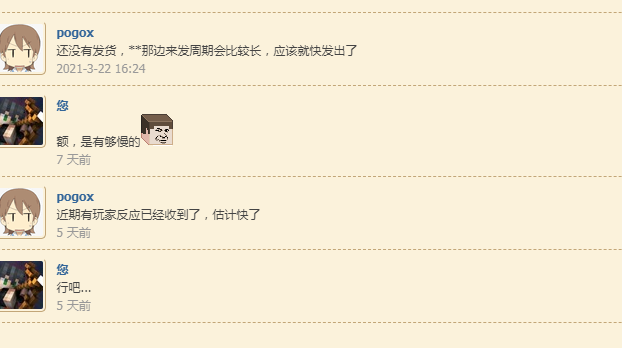 pogox
还没有发货，**那边来发周期会比较长，应该就快发出了
2021-3-22 16:24
您
额，是有够慢的
7 天前
pogox
近期有玩家反应已经收到了，估计快了
5 天前
您
行吧...
5 天前